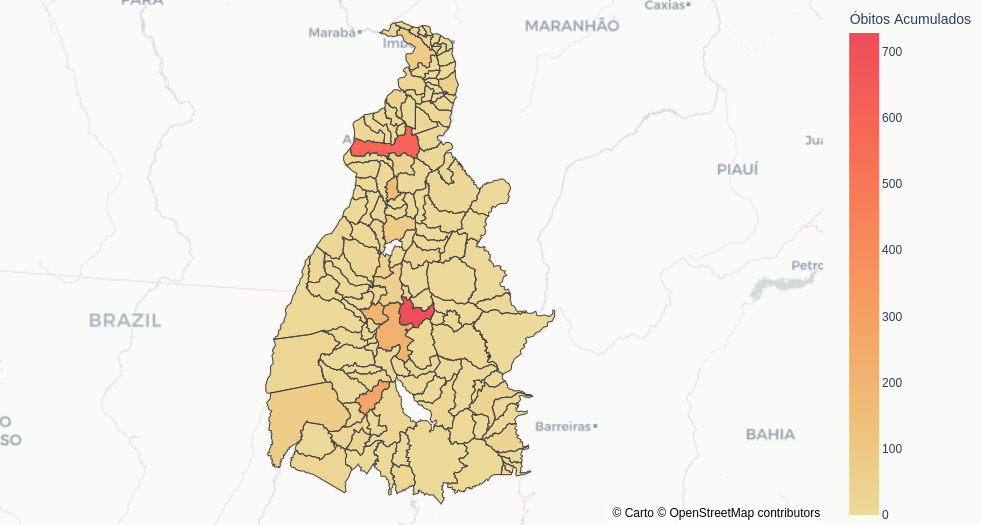 PARÁ
Caxias
Óbitos Acumulados
MARANHÃO
Marabá
Imb
700
600
A
Jua
500
PIAUÍ
400
Petro
300
BRAZIL
200
O
SO
Barreiras
BAHIA
100
© Carto © OpenStreetMap contributors
0